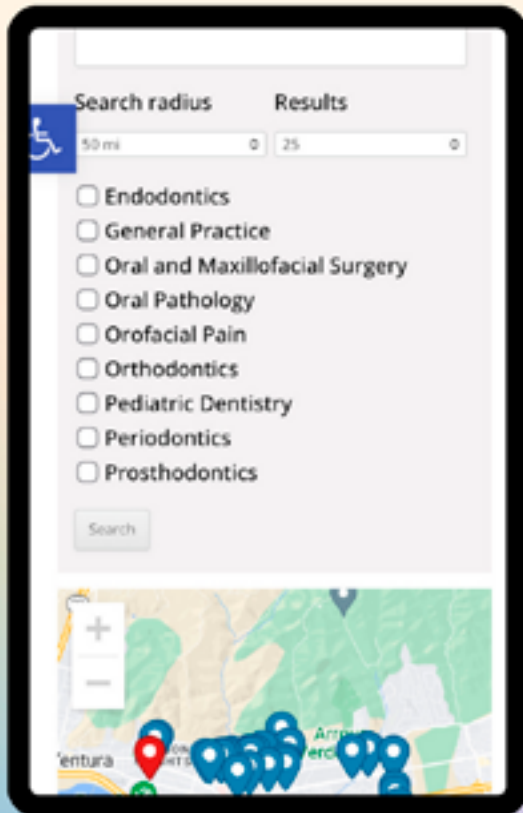 Search radius Results
50 mi 25
Endodontics
General Practice
Oral and Maxillofacial Surgery
Oral Pathology
Orofacial Pain
Orthodontics
Pediatric Dentistry
Periodontics
Prosthodontics
Search
+
−
Ventura